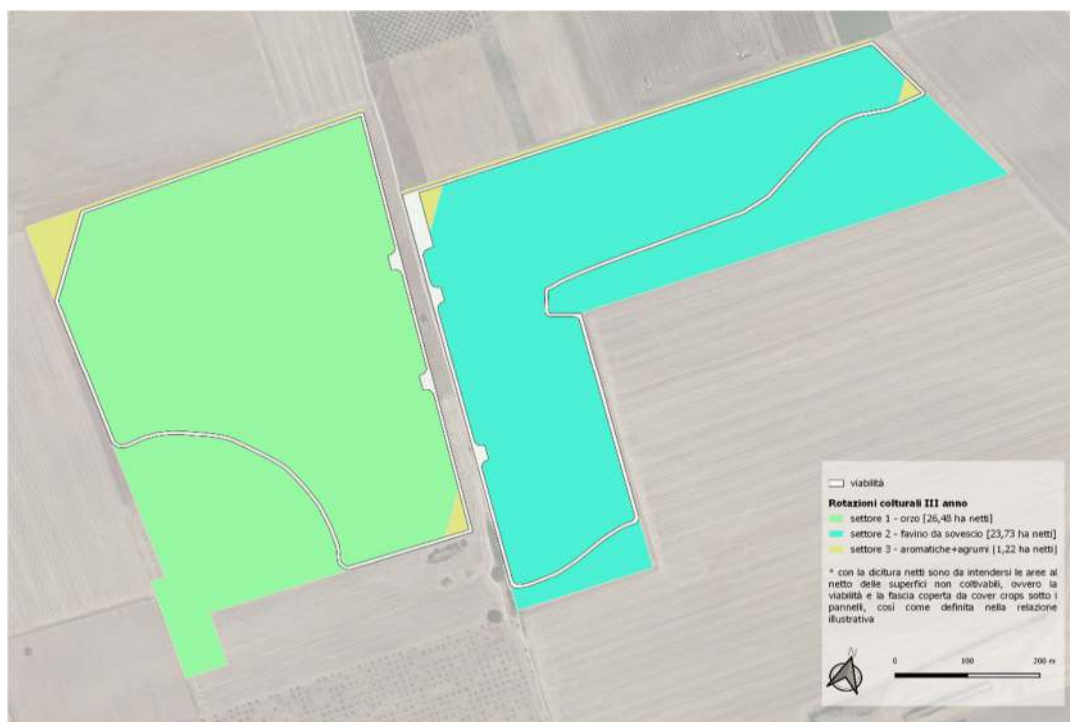 viabilità
Rotazioni colturali III anno
settore 1 - orzo [26,48 ha netti]
settore 2 - favino da sovescio [23,73 ha netti]
settore 3 - aromatiche+agrumi [1,22 ha netti]
* con la dicitura netti sono da intendersi le aree al
netto delle superfici non coltivabili, ovvero la
viabilità e la fascia coperta da cover crops sotto i
pannelli, così come definita nella relazione
illustrativa
N
0 100 200 m